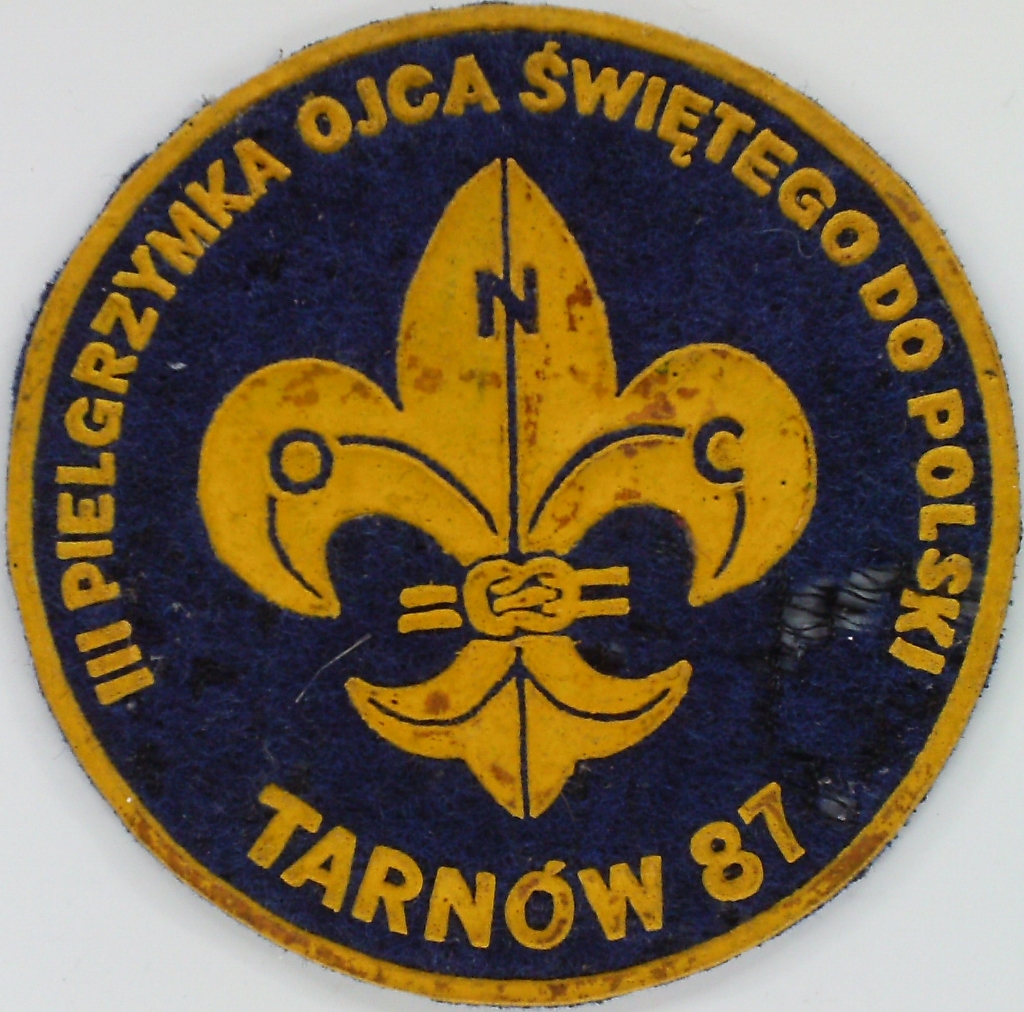 III PIELGRZYMKA OJCA ŚWIĘTEGO DO POLSKI
N
O C
TARNÓW 87